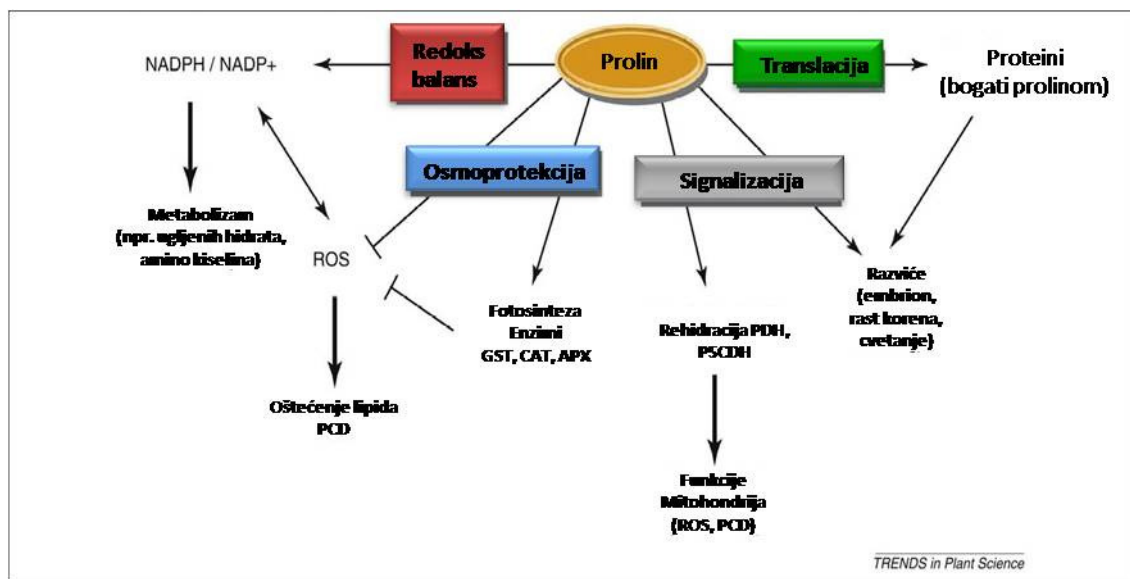 NADPH / NADP+
Redoks
balans
Prolin
Translacija
Proteini
(bogati prolinom)
Osmoprotekcija
Signalizacija
Metabolizam
(npr. ugljenih hidrata,
amino kiselina)
ROS
Fotosinteza
Enzimi
GST, CAT, APX
Rehidracija PDH,
P5CDH
Razviće
(embrion,
rast korena,
cvetanje)
Oštećenje lipida
PCD
Funkcije
Mitohondrija
(ROS, PCD)
TRENDS in Plant Science